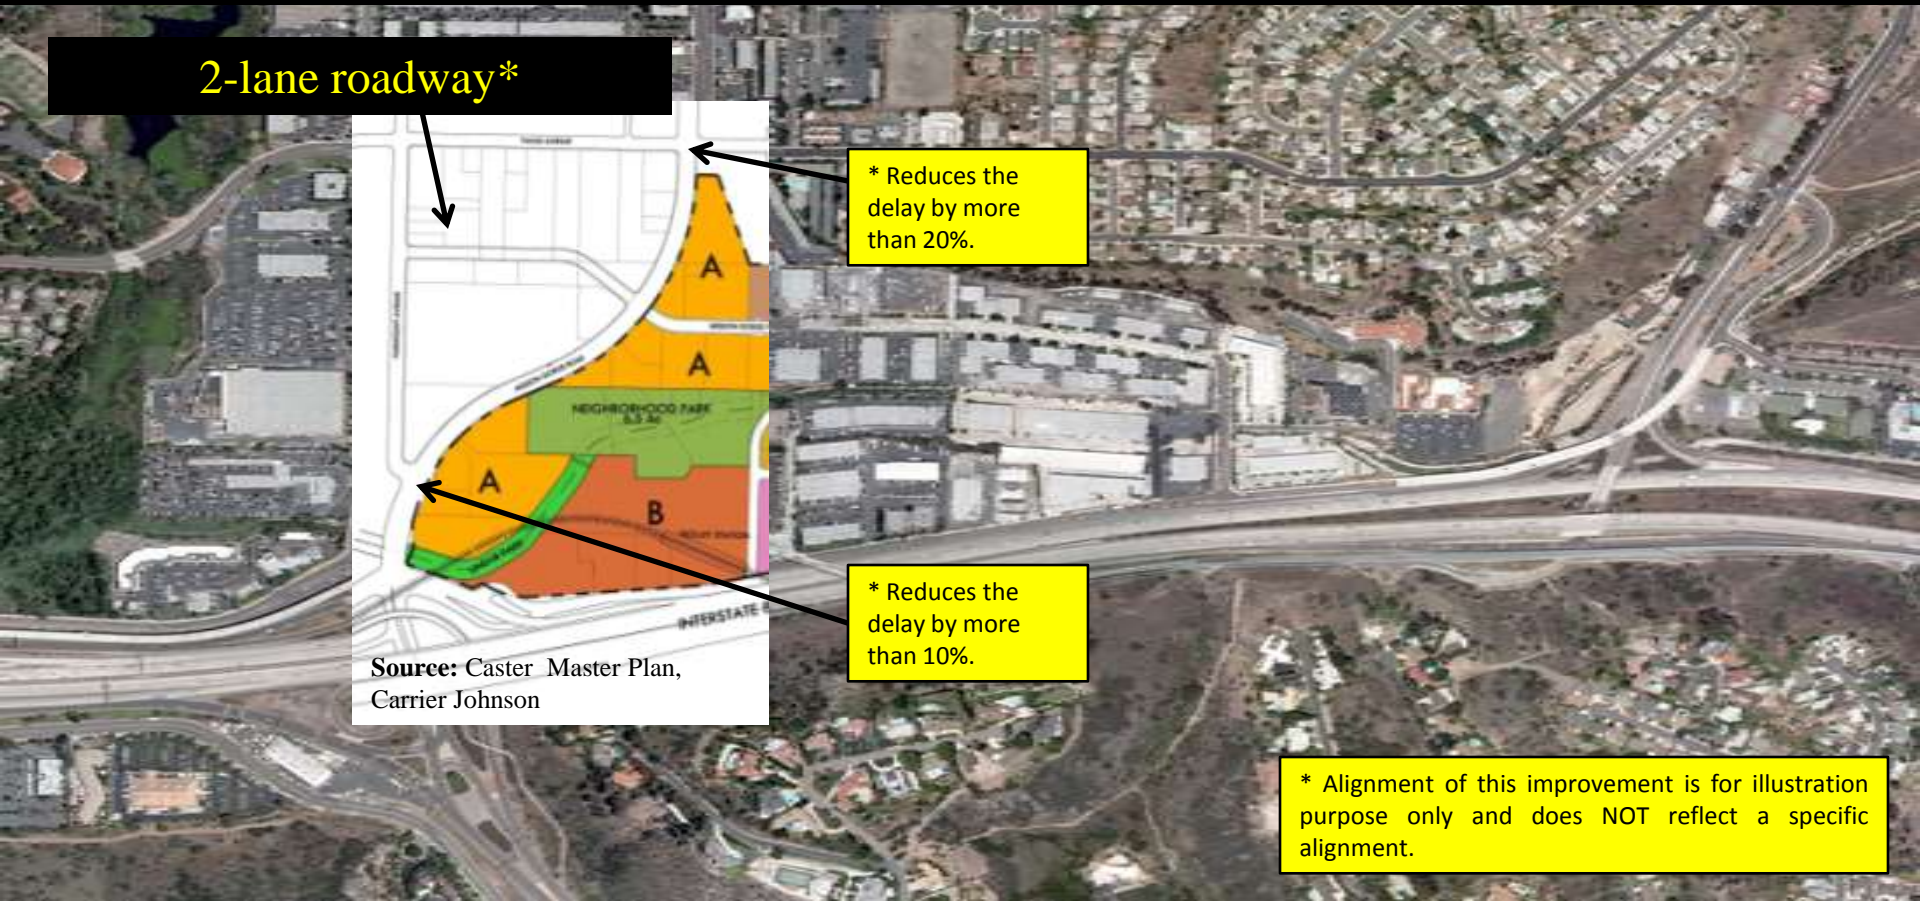 2-lane roadway*
* Reduces the
delay by more
than 20%.
A
A
NEIGHBORHOOD PARK
A
B
INTERSTATE
* Reduces the
delay by more
than 10%.
Source: Caster Master Plan,
Carrier Johnson
* Alignment of this improvement is for illustration
purpose only and does NOT reflect a specific
alignment.